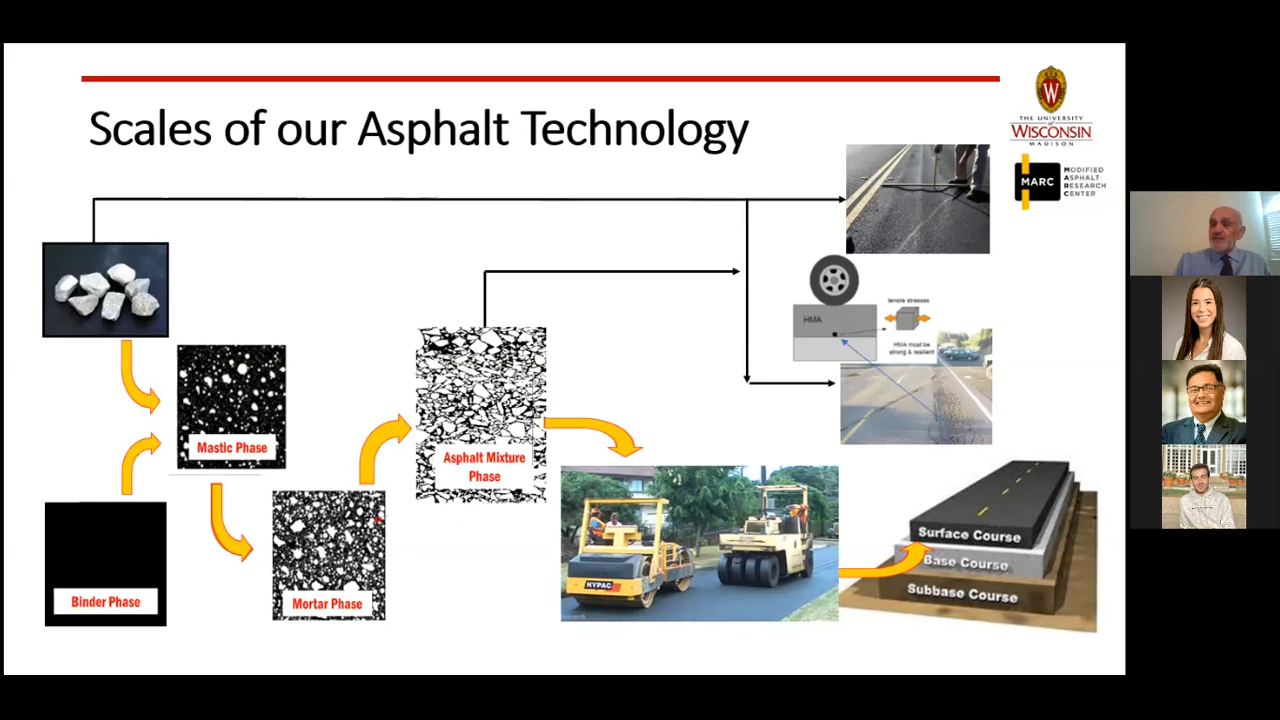 Scales of our Asphalt Technology
W
THE UNIVERSITY
of
WISCONSIN
MADISON
MARC
MODIFIED
ASPHALT
RESEARCH
CENTER
HMA
tensile stresses
HMA must be
strong & resilient
Mastic Phase
Asphalt Mixture
Phase
Binder Phase
Mortar Phase
HYPAC
Surface Course
Base Course
Subbase Course